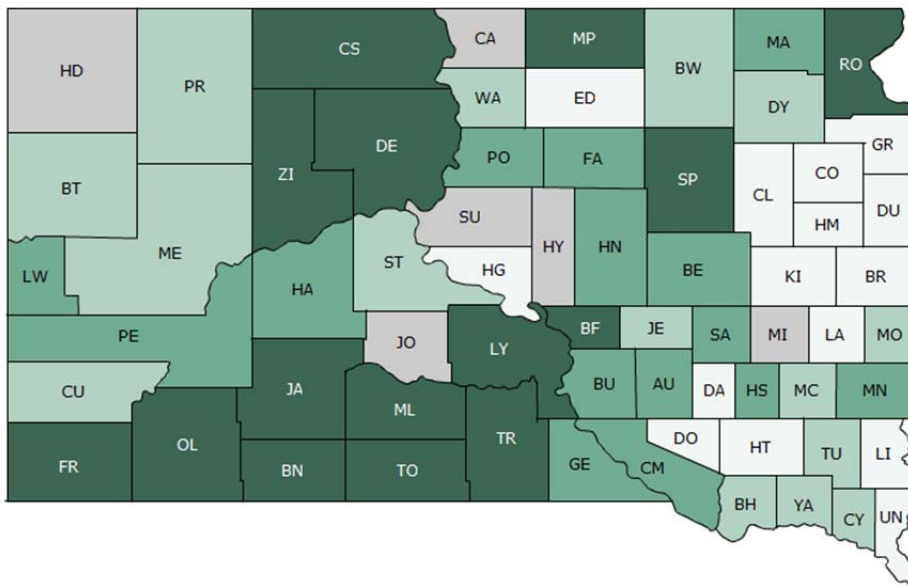 CS
CA
MP
MA
RO
HD
PR
BW
WA
ED
DY
DE
PO
FA
GR
ZI
SP
CO
BT
CL
DU
SU
HM
HY
HN
ME
ST
HG
BE
KI
BR
LW
HA
PE
BF
JE
SA
MI
LA
MO
JO
LY
CU
JA
BU
AU
DA
HS
MC
MN
ML
OL
TR
DO
HT
TU
LI
FR
BN
TO
GE
CM
BH
YA
CY
UN